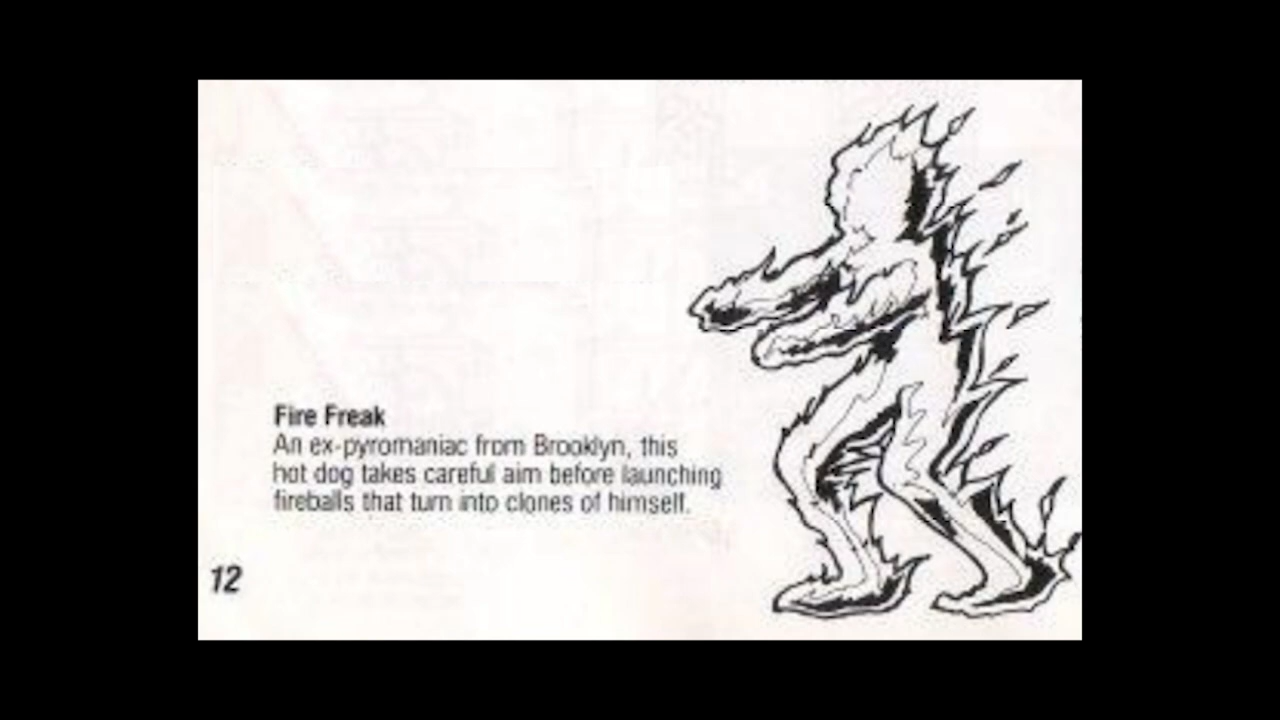 Fire Freak
An ex-pyromaniac from Brooklyn, this
hot dog takes careful aim before launching
fireballs that turn into clones of himself.
12